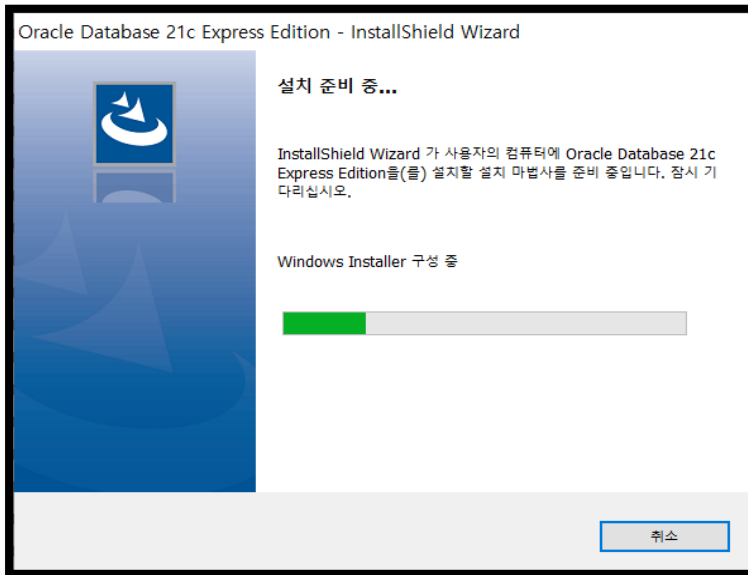 Oracle Database 21c Express Edition - InstallShield Wizard
설치 준비 중...
InstallShield Wizard 가 사용자의 컴퓨터에 Oracle Database 21c
Express Edition을(를) 설치할 설치 마법사를 준비 중입니다. 잠시 기
다리십시오.
Windows Installer 구성 중
취소